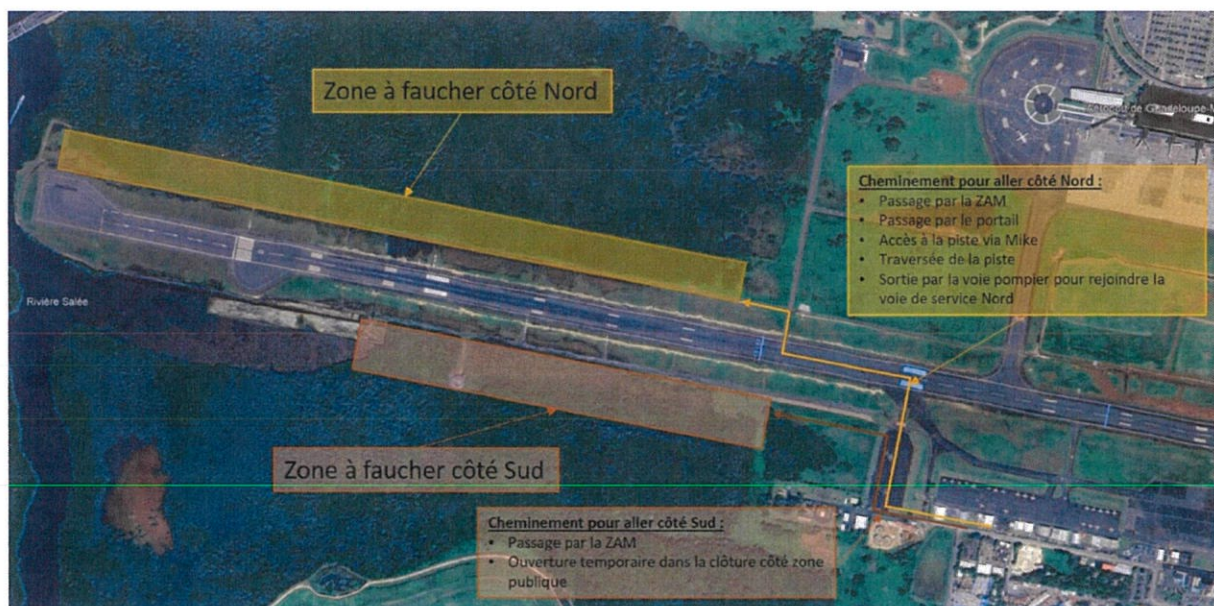 Zone à faucher côté Nord
Aéroport de Guadeloupe-M
Cheminement pour aller côté Nord :
• Passage par la ZAM
• Passage par le portail
• Accès à la piste via Mike
• Traversée de la piste
• Sortie par la voie pompier pour rejoindre la
voie de service Nord
Rivière Salée
Zone à faucher côté Sud
Cheminement pour aller côté Sud :
• Passage par la ZAM
• Ouverture temporaire dans la clôture côté zone
publique